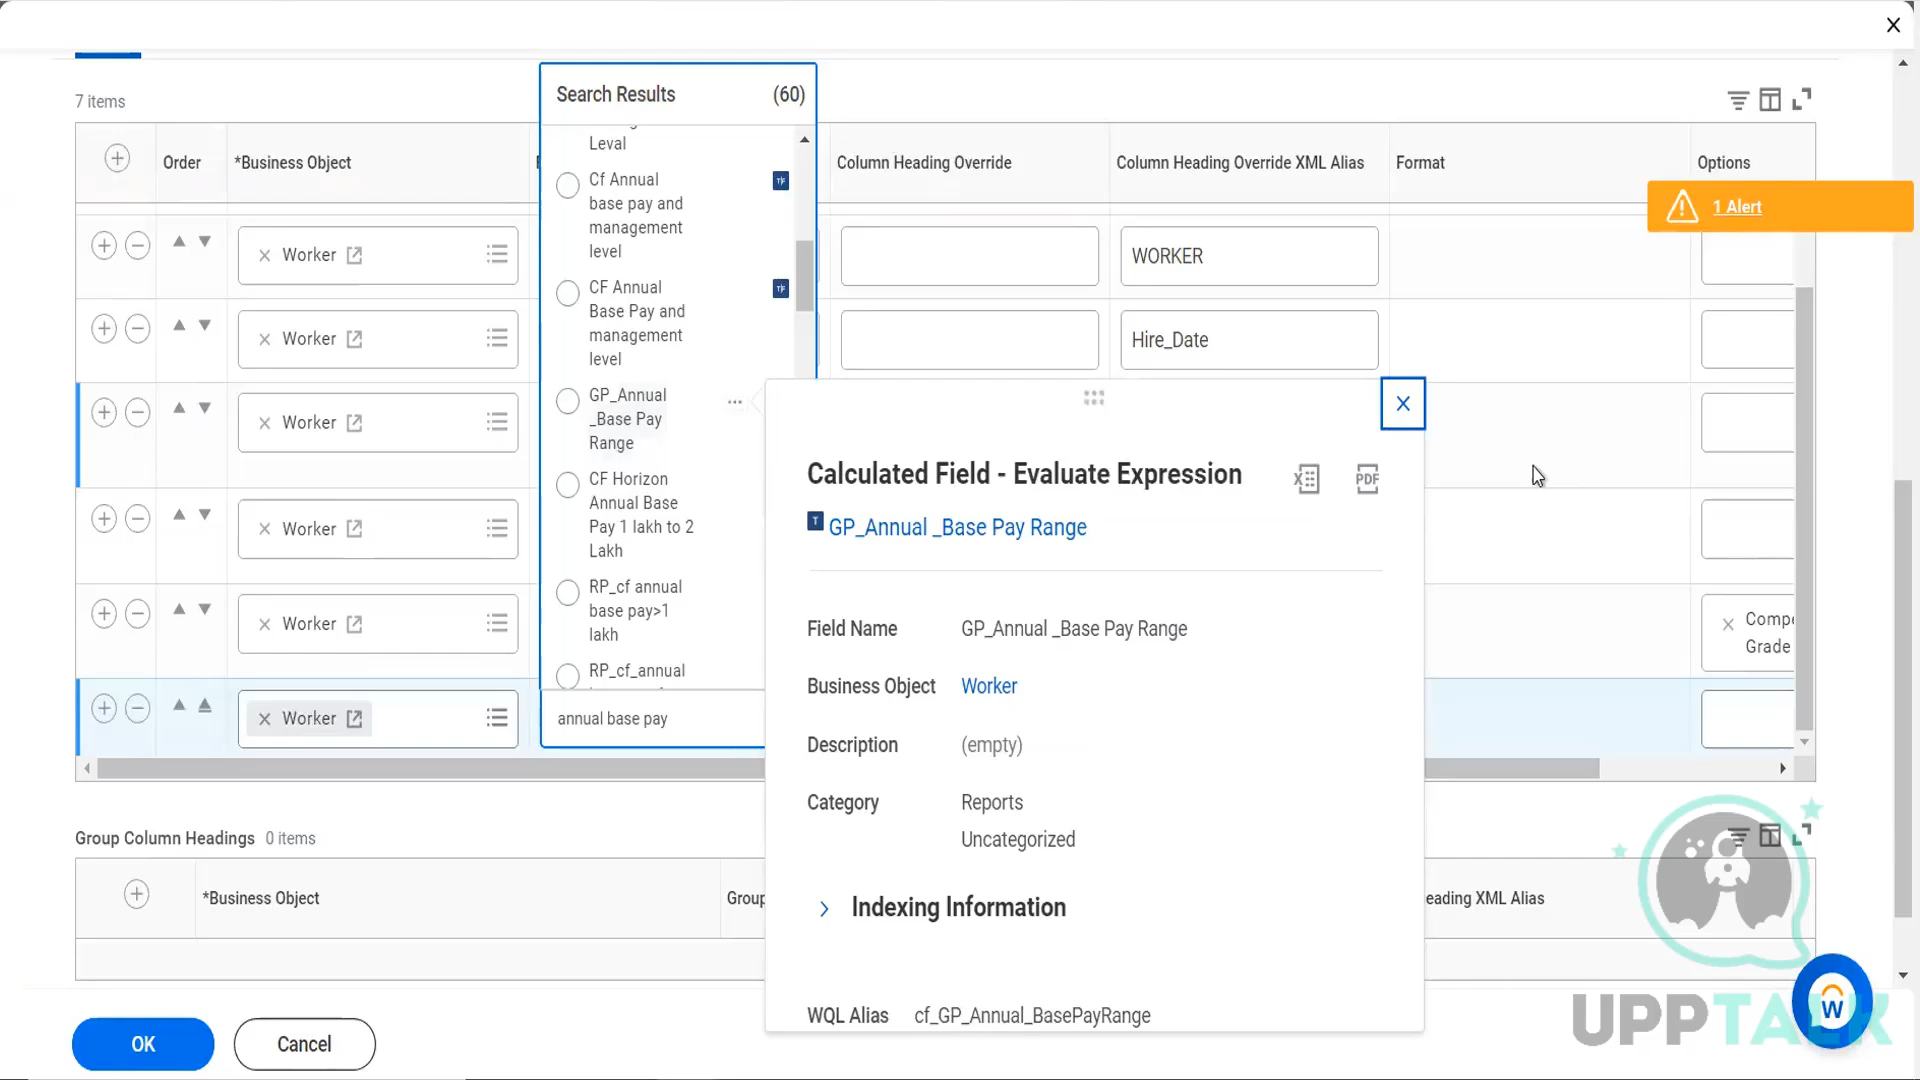 7 items
Order
*Business Object
Search Results (60)
Leval
Cf Annual
base pay and
management
level
CF Annual
Base Pay and
management
level
GP_Annual
_Base Pay
Range
CF Horizon
Annual Base
Pay 1 lakh to 2
Lakh
RP_cf annual
base pay>1
lakh
RP_cf_annual
annual base pay
Column Heading Override
Column Heading Override XML Alias
Format
Options
1 Alert
Worker
WORKER
Worker
Hire_Date
Worker
Worker
Worker
Compe
Grade
Worker
Calculated Field - Evaluate Expression
PDF
T GP_Annual _Base Pay Range
Field Name GP_Annual _Base Pay Range
Business Object Worker
Description (empty)
Category Reports
Uncategorized
Indexing Information
WQL Alias cf_GP_Annual_BasePayRange
Group Column Headings 0 items
*Business Object
Group
eading XML Alias
OK
Cancel
W
UPPTALK